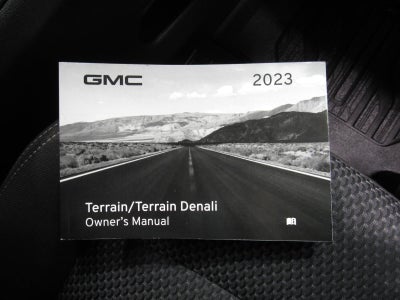 GMC 2023
Terrain/Terrain Denali
Owner's Manual